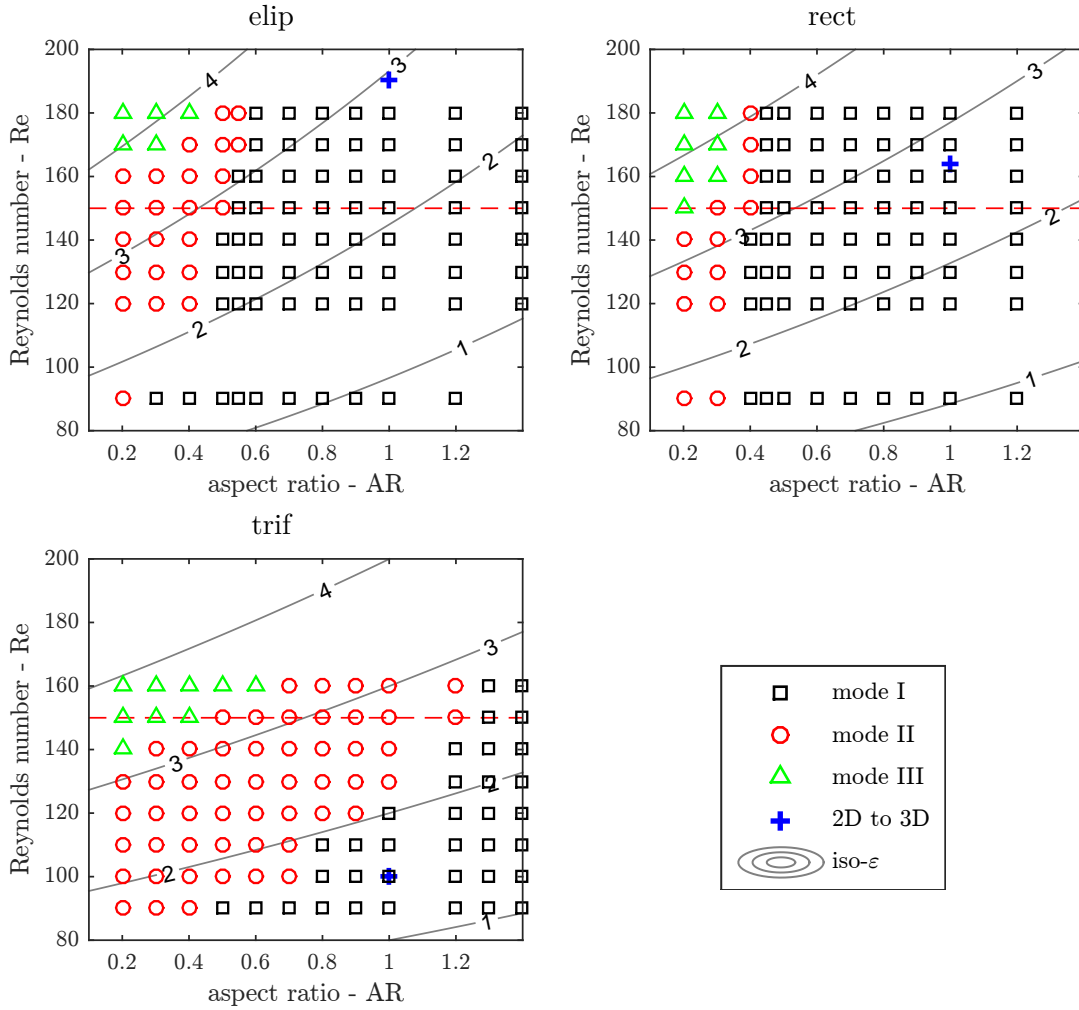 elip
200
180
160
140
120
100
80
0.2 0.4 0.6 0.8 1 1.2
Reynolds number - Re
aspect ratio - AR
4
3
2
3
2
1
rect
200
180
160
140
120
100
80
0.2 0.4 0.6 0.8 1 1.2
Reynolds number - Re
aspect ratio - AR
4
3
3
2
2
1
trif
200
180
160
140
120
100
80
0.2 0.4 0.6 0.8 1 1.2
Reynolds number - Re
aspect ratio - AR
4
3
3
2
2
1
mode I
mode II
mode III
2D to 3D
iso-ε